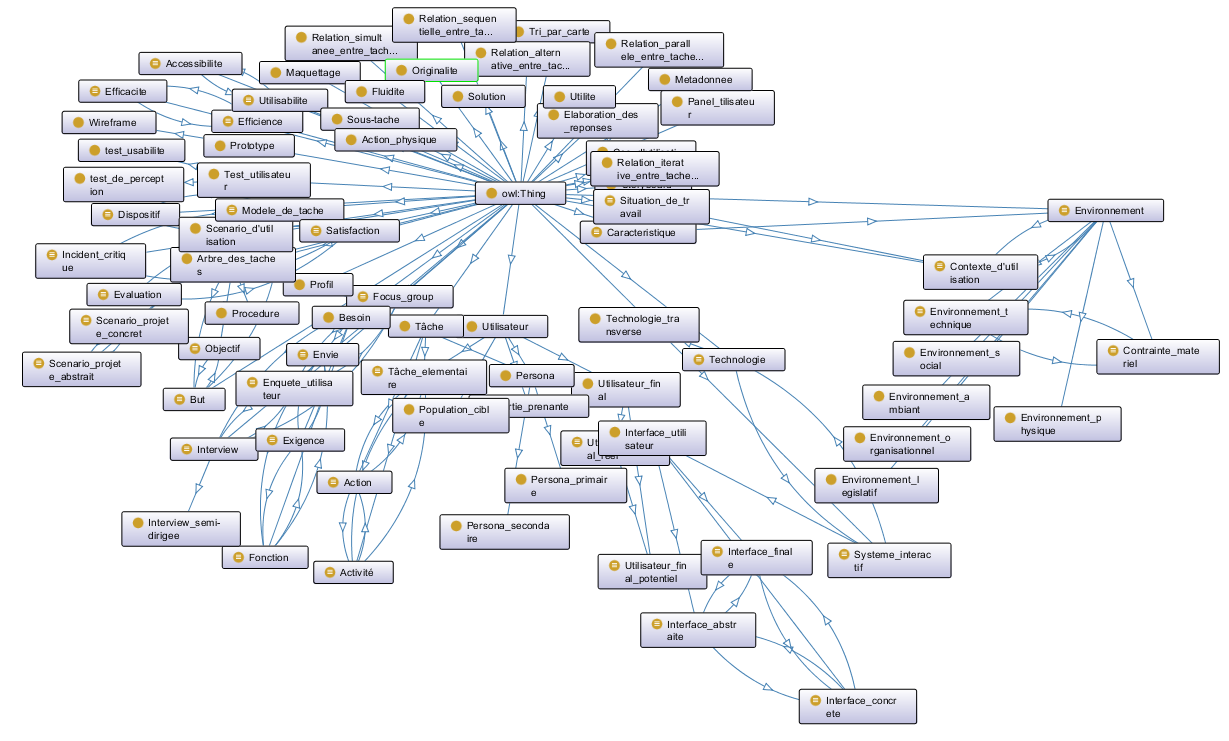 Relation_sequen
tielle_entre_ta...
Relation_simult
anee_entre_tach...
Tri_par_carte
Relation_altern
ative_entre_tac...
Relation_parall
ele_entre_tache...
Accessibilite
Maquettage
Originalite
Metadonnee
Efficacite
Utilisabilite
Fluidite
Solution
Utilite
Panel_tilisateu
r
Wireframe
Efficience
Sous-tache
Elaboration_des
_reponses
Action_physique
test_usabilite
Prototype
Relation_iterat
ive_entre_tache...
test_de_percept
ion
Test_utilisateu
r
owl:Thing
Situation_de_tr
avail
Dispositif
Modele_de_tache
Environnement
Scenario_d'util
isation
Satisfaction
Caracteristique
Incident_critiq
ue
Arbre_des_tache
s
Contexte_d'util
isation
Evaluation
Profil
Focus_group
Procedure
Besoin
Tâche
Utilisateur
Technologie_tra
nsverse
Environnement_t
echnique
Scenario_projet
e_concret
Objectif
Envie
Technologie
Environnement_s
ocial
Contrainte_mate
riel
Scenario_projet
e_abstrait
Enquete_utilisa
teur
Tâche_elementai
re
Persona
Utilisateur_fin
al
But
Population_cibl
e
rtie_prenante
Environnement_a
mbiant
Environnement_p
hysique
Interview
Exigence
Interface_utili
sateur
Environnement_o
rganisationnel
Action
Persona_primair
e
Environnement_l
egislatif
Interview_semi-
dirigee
Persona_seconda
ire
Fonction
Activité
Utilisateur_fin
al_potentiel
Interface_final
e
Systeme_interac
tif
Interface_abstr
aite
Interface_concr
ete